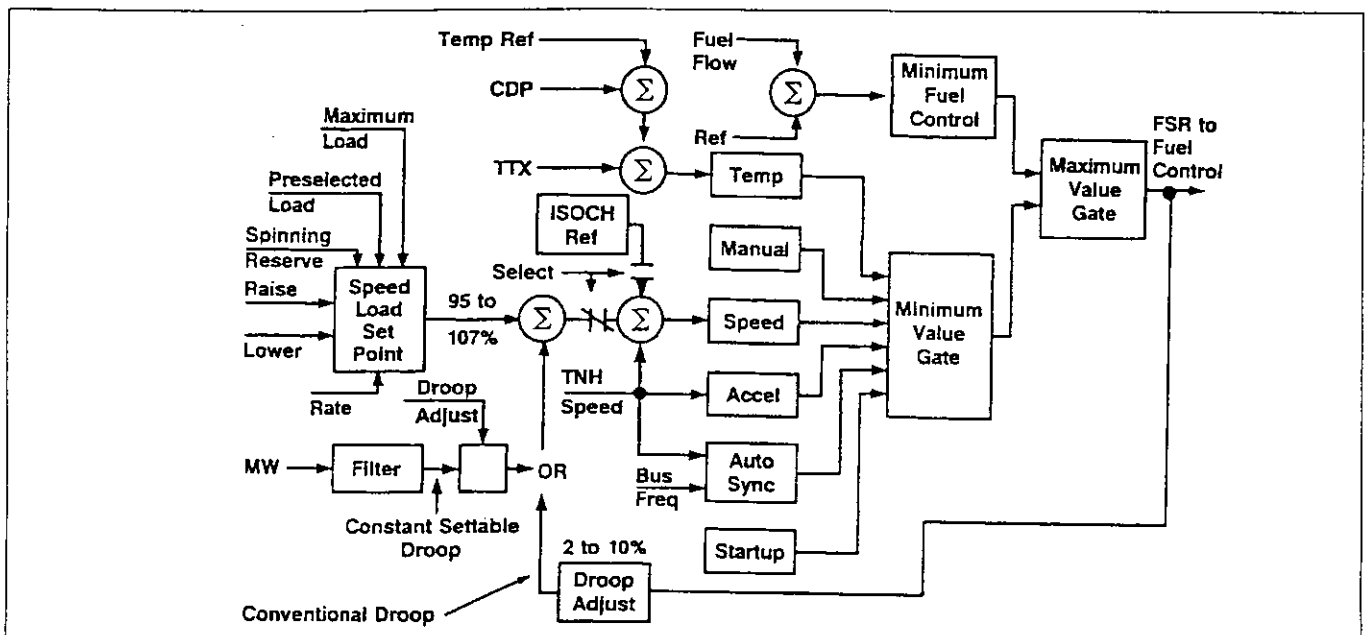 Temp Ref
CDP
TTX
Σ
Σ
Fuel
Flow
Ref
Σ
Minimum
Fuel
Control
Maximum
Value
Gate
FSR to
Fuel
Control
Maximum
Load
Preselected
Load
Spinning
Reserve
Raise
Lower
Rate
Speed
Load
Set
Point
95 to
107%
Σ
Select
ISOCH
Ref
Σ
Temp
Manual
Speed
Accel
Auto
Sync
Startup
Minimum
Value
Gate
TNH
Speed
Bus
Freq
Droop
Adjust
MW
Filter
OR
Constant Settable
Droop
2 to 10%
Droop
Adjust
Conventional Droop